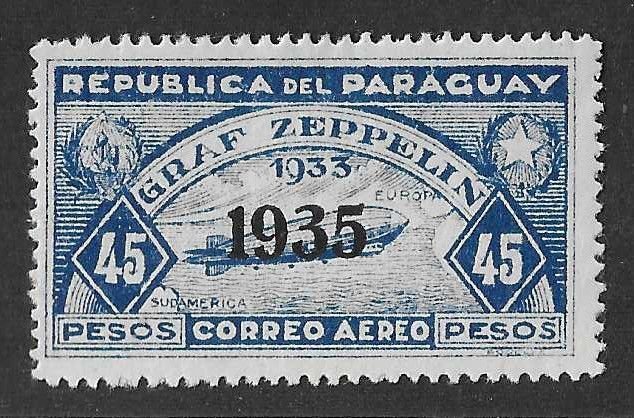 REPUBLICA DEL PARAGUAY
GRAF ZEPPELIN
1933
EUROPA
1935
45
45
SUDAMERICA
PESOS CORREO AEREO PESOS